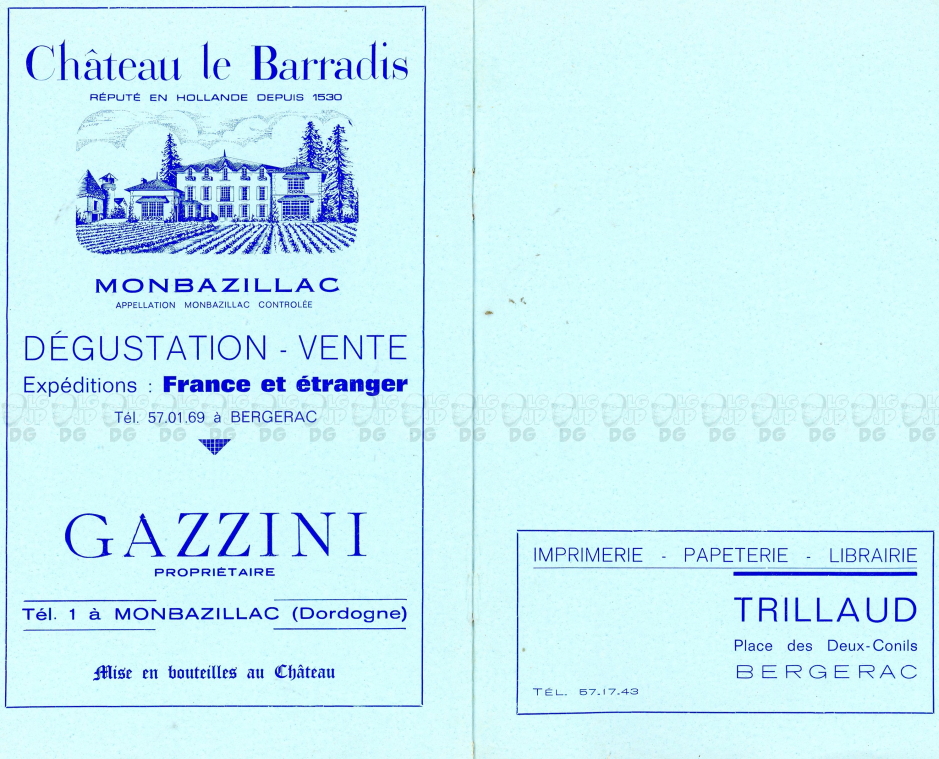 Château le Barradis
RÉPUTÉ EN HOLLANDE DEPUIS 1530
MONBAZILLAC
APPELLATION MONBAZILLAC CONTROLÉE
DÉGUSTATION - VENTE
Expéditions : France et étranger
Tél. 57.01.69 à BERGERAC
GAZZINI
PROPRIÉTAIRE
Tél. 1 à MONBAZILLAC (Dordogne)
Mise en bouteilles au Château
IMPRIMERIE - PAPETERIE - LIBRAIRIE
TRILLAUD
Place des Deux-Conils
BERGERAC
TÉL. 57.17.43